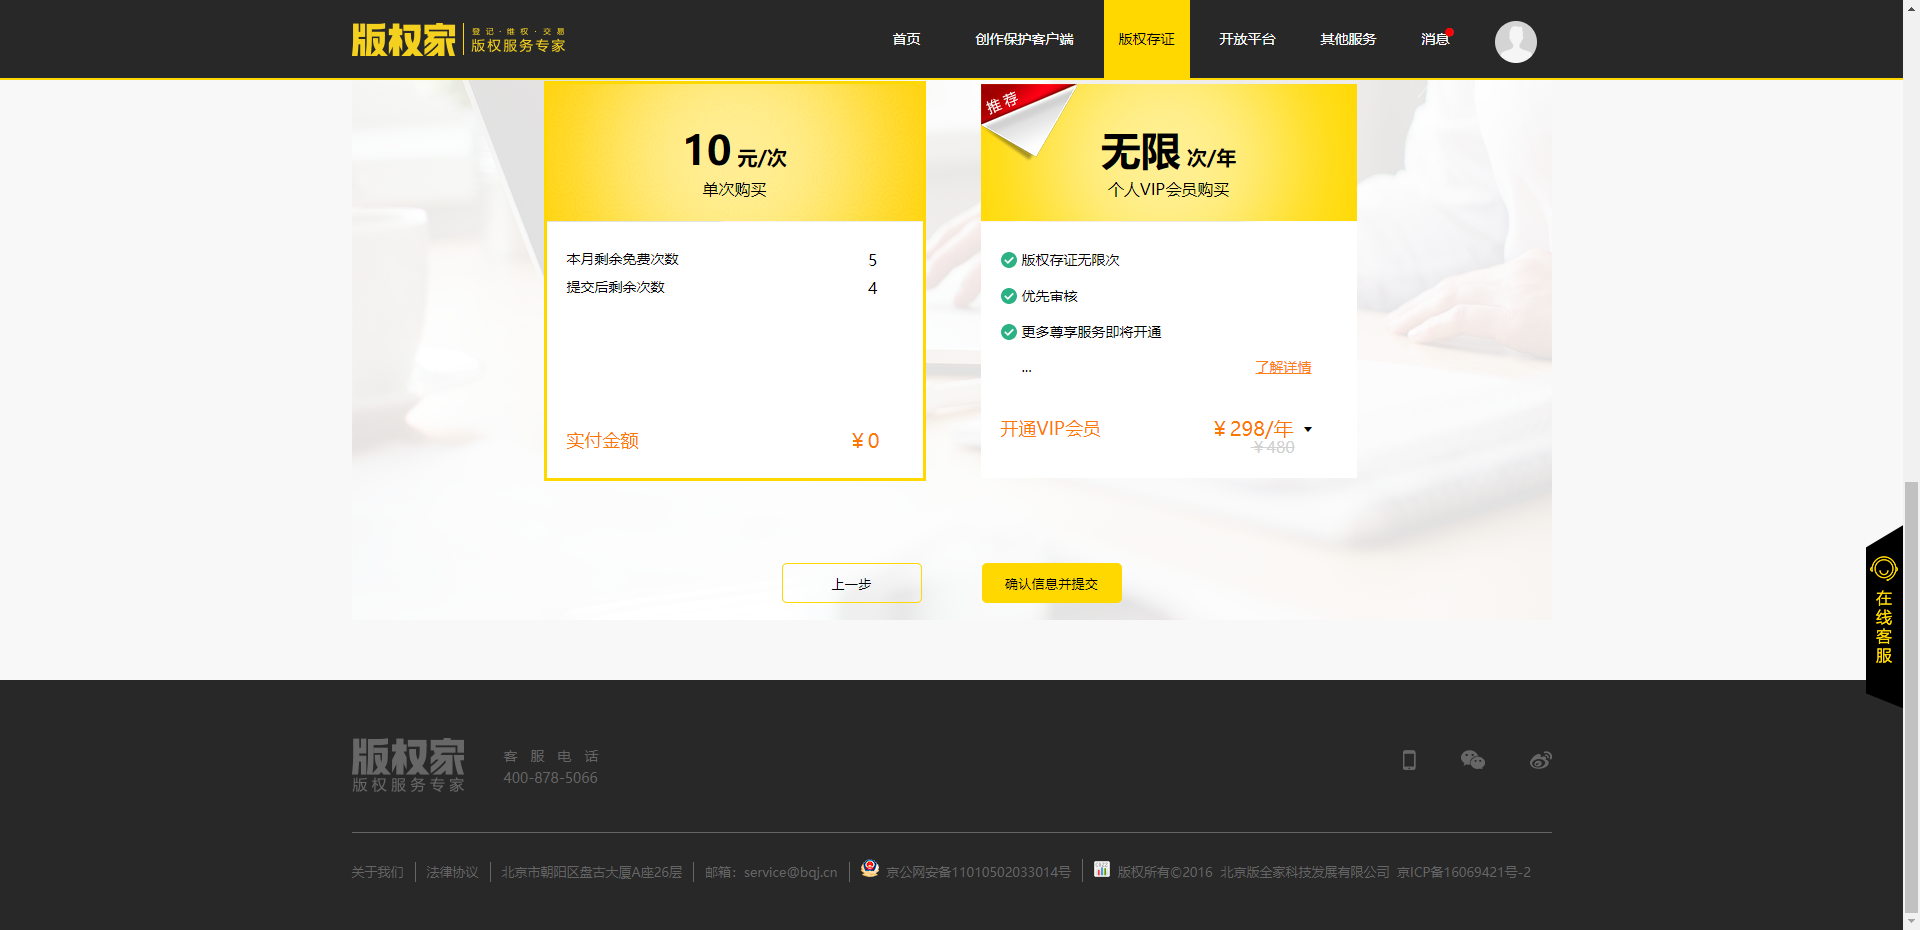 版权家 登记·维权·交易
版权服务专家
首页 创作保护客户端 版权存证 开放平台 其他服务 消息
推荐
10 元/次
单次购买
无限 次/年
个人VIP会员购买
本月剩余免费次数 5
提交后剩余次数 4
实付金额 ¥ 0
版权存证无限次
优先审核
更多尊享服务即将开通
... 了解详情
开通VIP会员 ¥ 298/年
¥ 480
上一步 确认信息并提交
在线客服
版权家
版权服务专家
客服电话
400-878-5066
关于我们 法律协议 北京市朝阳区盘古大厦A座26层 邮箱：service@bqj.cn 京公网安备11010502033014号 版权所有©2016 北京版全家科技发展有限公司 京ICP备16069421号-2